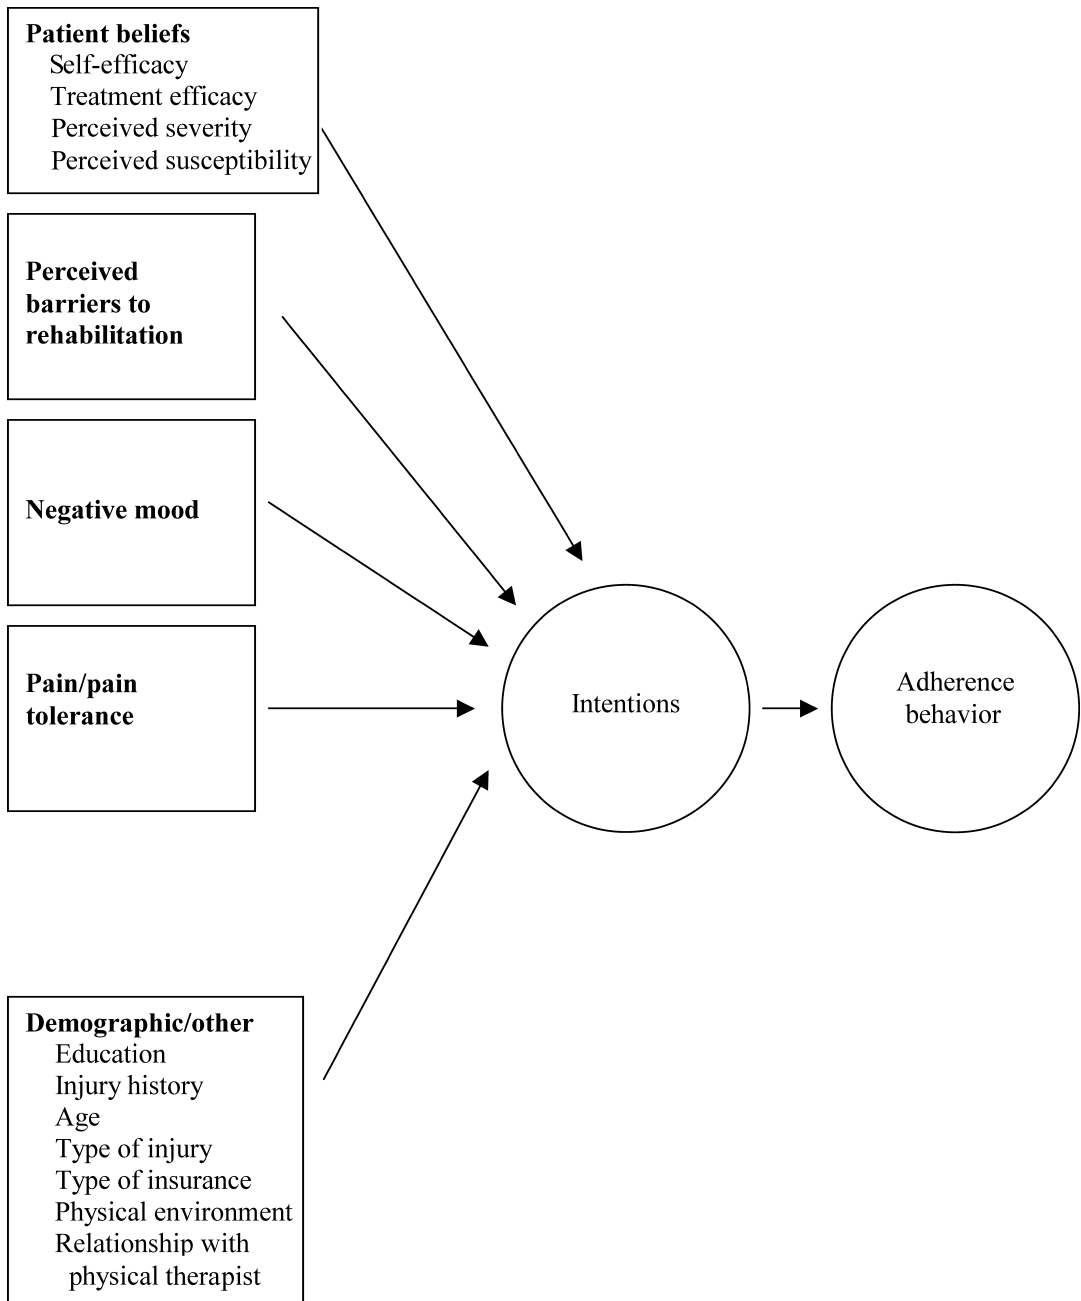 Patient beliefs
Self-efficacy
Treatment efficacy
Perceived severity
Perceived susceptibility
Perceived
barriers to
rehabilitation
Negative mood
Pain/pain
tolerance
Intentions
Adherence
behavior
Demographic/other
Education
Injury history
Age
Type of injury
Type of insurance
Physical environment
Relationship with
physical therapist